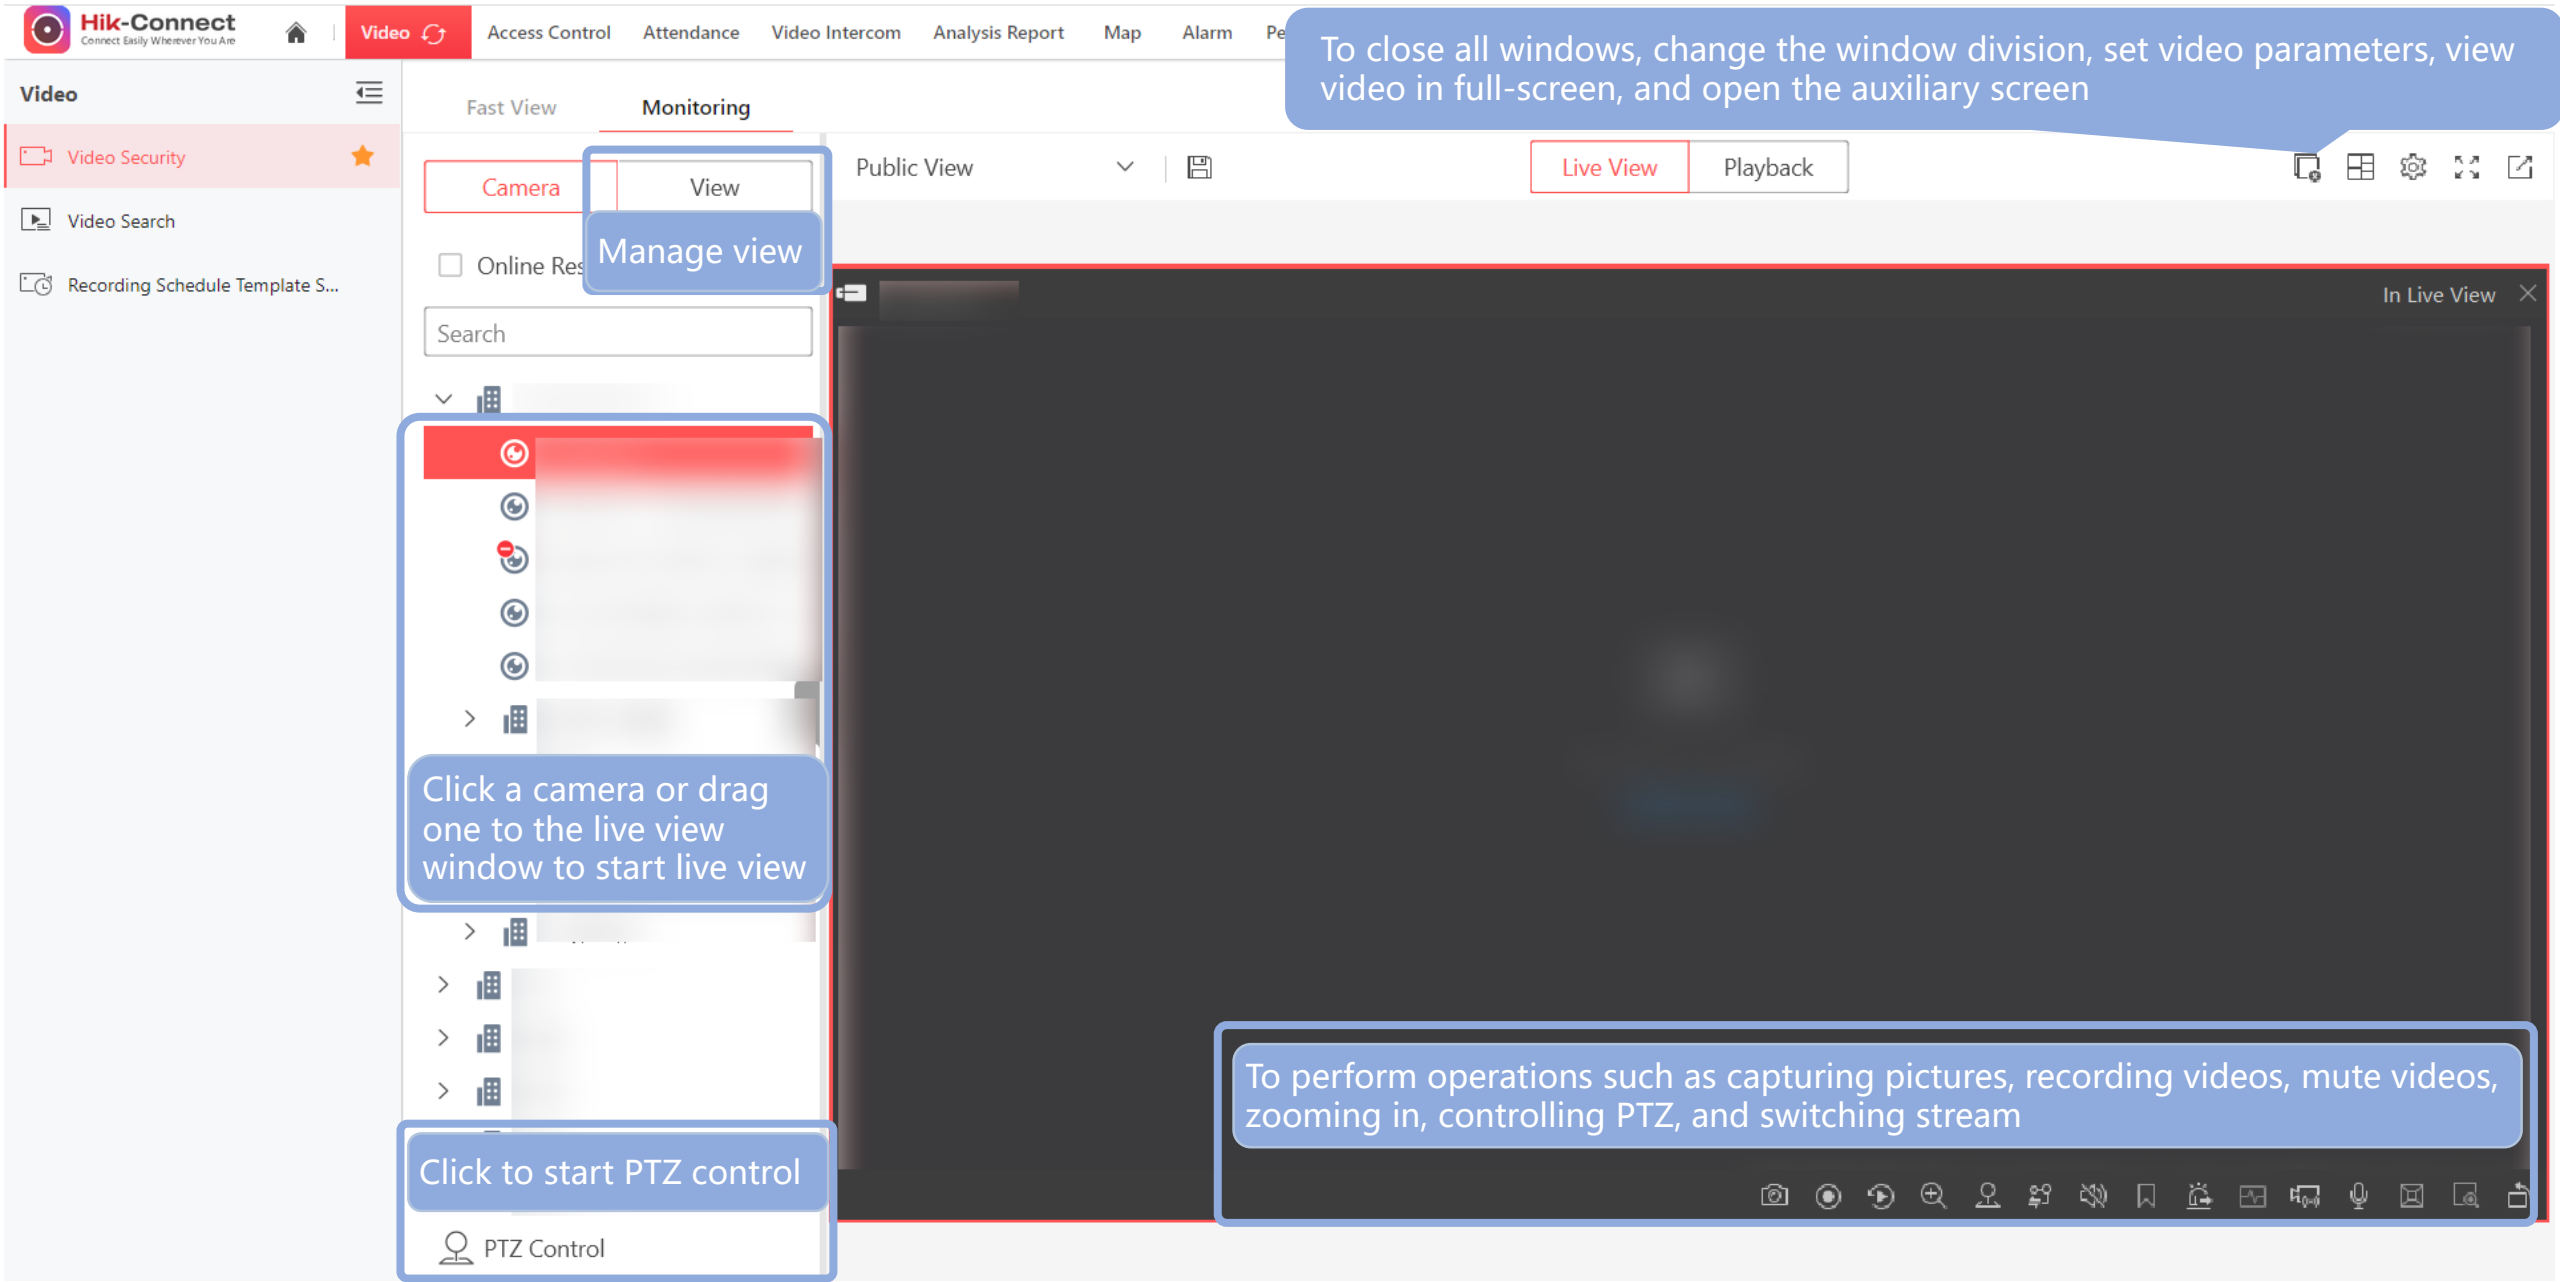 Hik-Connect
Connect Easily Wherever You Are
Video
Access Control
Attendance
Video Intercom
Analysis Report
Map
Alarm
Pe
To close all windows, change the window division, set video parameters, view
video in full-screen, and open the auxiliary screen
Video
Fast View
Monitoring
Video Security
Video Search
Recording Schedule Template S...
Camera
View
Manage view
Online Res
Search
Public View
Live View
Playback
In Live View
Click a camera or drag
one to the live view
window to start live view
To perform operations such as capturing pictures, recording videos, mute videos,
zooming in, controlling PTZ, and switching stream
Click to start PTZ control
PTZ Control